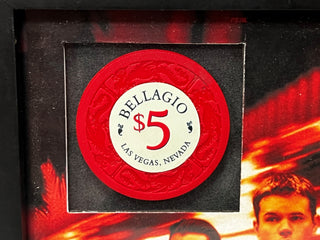 BELLAGIO
$5
LAS VEGAS, NEVADA